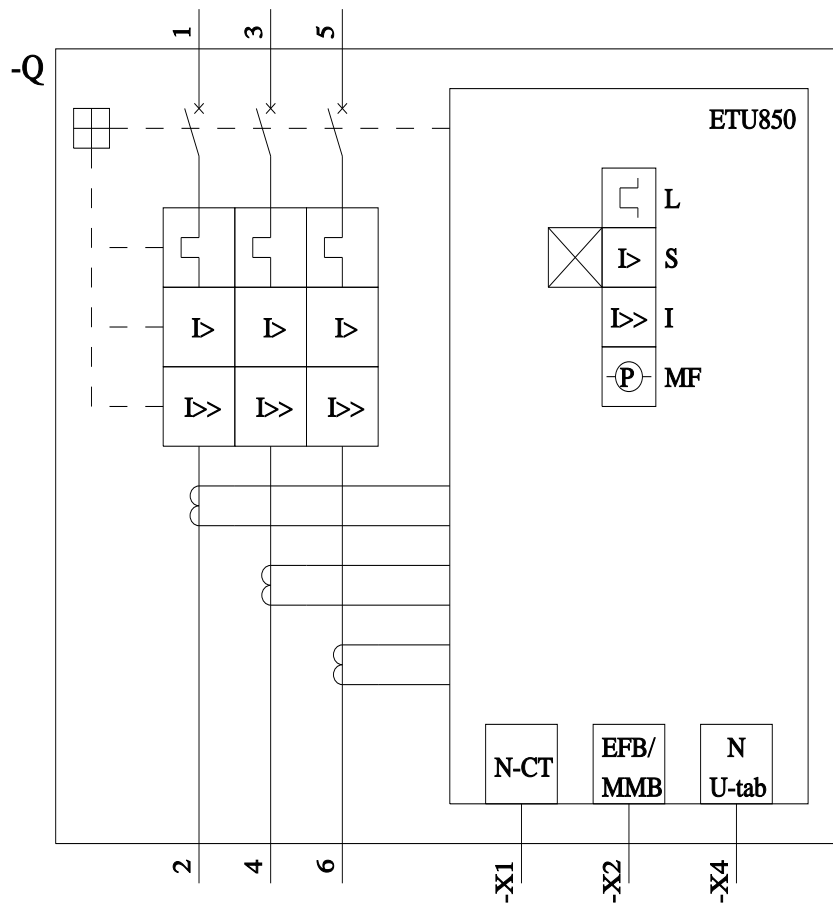 1 3 5
-Q
ETU850
L
I> S
I>> I
P MF
I> I> I>
I>> I>> I>>
N-CT
EFB/
MMB
N
U-tab
2 4 6 -X1 -X2 -X4